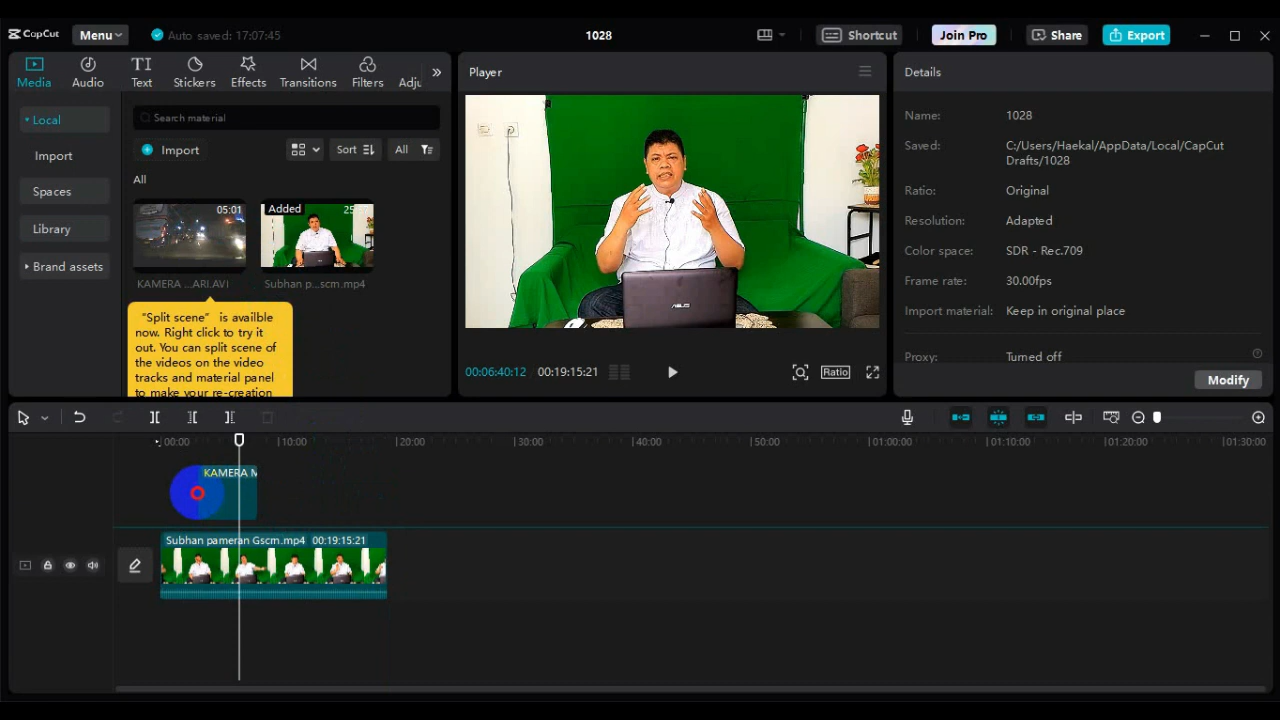 CapCut
Menu
Auto saved: 17:07:45
1028
Shortcut
Join Pro
Share
Export
Media
Audio
Text
Stickers
Effects
Transitions
Filters
Adju
Local
Import
Spaces
Library
Brand assets
Search material
Import
Sort
All
All
05:01
KAMERA ...ARI.AVI
Added
25
Subhan p...scm.mp4
"Split scene" is availble
now. Right click to try it
out. You can split scene of
the videos on the video
tracks and material panel
to make your re-creation
Player
ASUS
00:06:40:12
00:19:15:21
Ratio
Details
Name: 1028
Saved: C:/Users/Haekal/AppData/Local/CapCut
Drafts/1028
Ratio: Original
Resolution: Adapted
Color space: SDR - Rec.709
Frame rate: 30.00fps
Import material: Keep in original place
Proxy: Turned off
Modify
00:00
10:00
20:00
30:00
40:00
50:00
01:00:00
01:10:00
01:20:00
01:30:00
KAMERA M
Subhan pameran Gscm.mp4 00:19:15:21